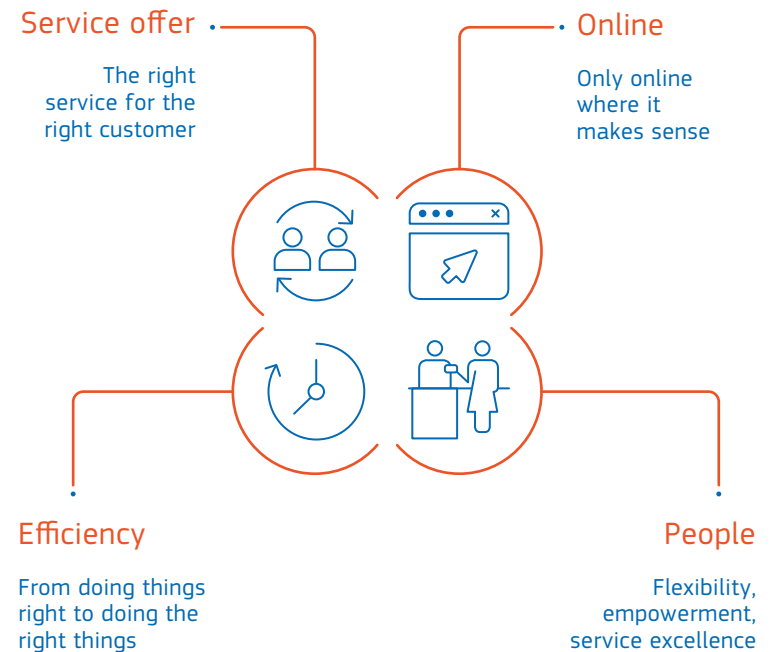 Service offer
The right
service for the
right customer
Online
Only online
where it
makes sense
Efficiency
From doing things
right to doing the
right things
People
Flexibility,
empowerment,
service excellence